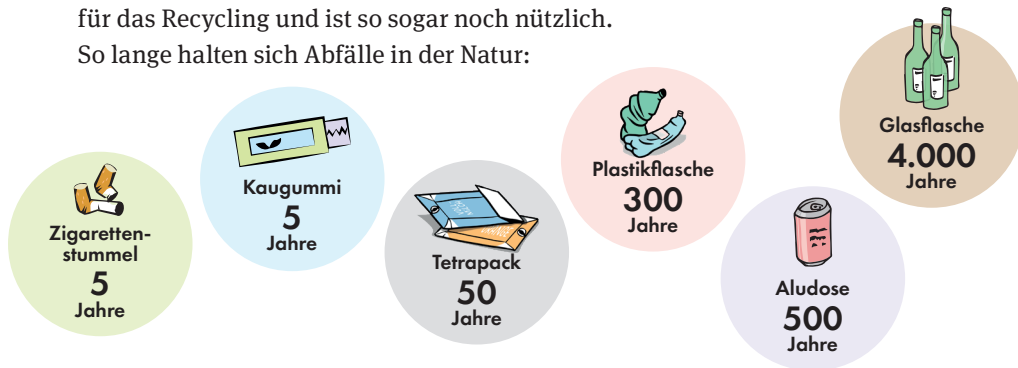 für das Recycling und ist so sogar noch nützlich.
So lange halten sich Abfälle in der Natur:
Zigaretten-
stummel
5
Jahre
Kaugummi
5
Jahre
Tetrapack
50
Jahre
Plastikflasche
300
Jahre
Aludose
500
Jahre
Glasflasche
4.000
Jahre